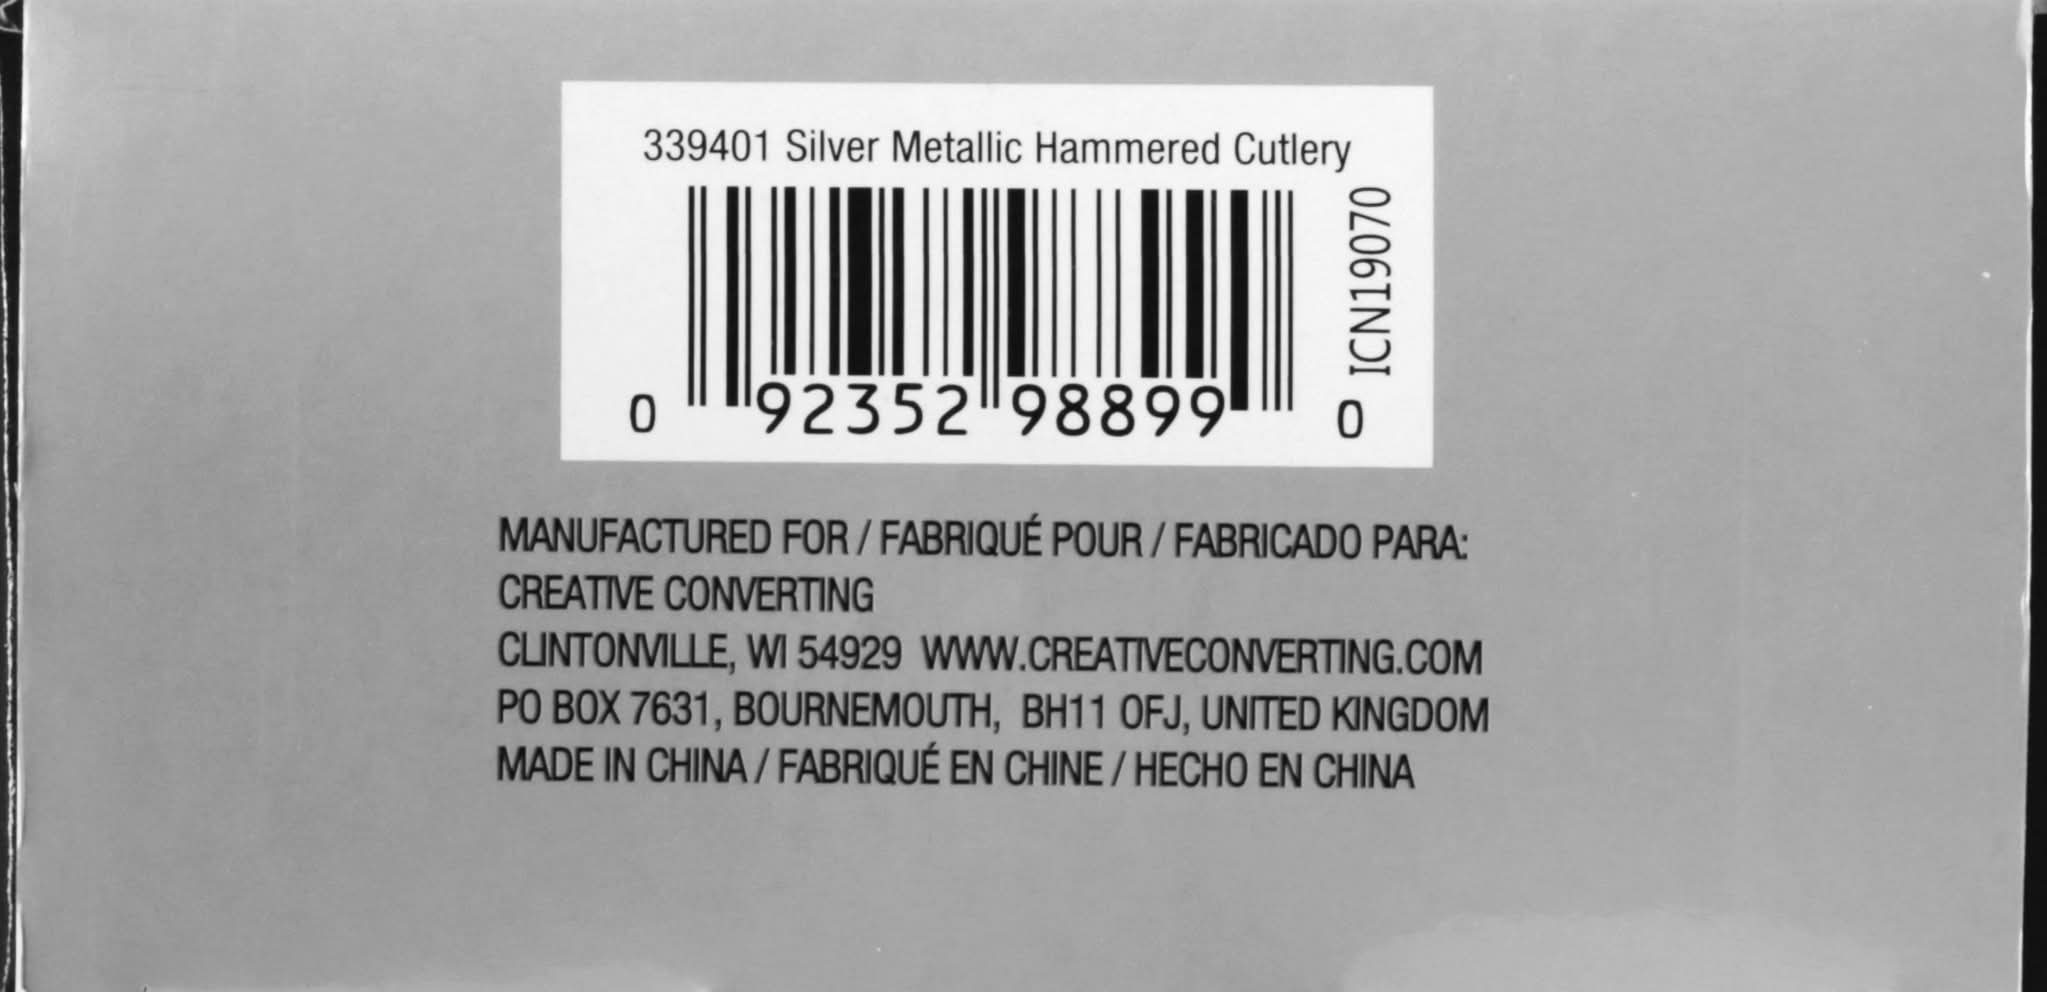 339401 Silver Metallic Hammered Cutlery
ICN19070
0 92352 98899 0
MANUFACTURED FOR / FABRIQUÉ POUR / FABRICADO PARA:
CREATIVE CONVERTING
CLINTONVILLE, WI 54929 WWW.CREATIVECONVERTING.COM
PO BOX 7631, BOURNEMOUTH, BH11 0FJ, UNITED KINGDOM
MADE IN CHINA / FABRIQUÉ EN CHINE / HECHO EN CHINA